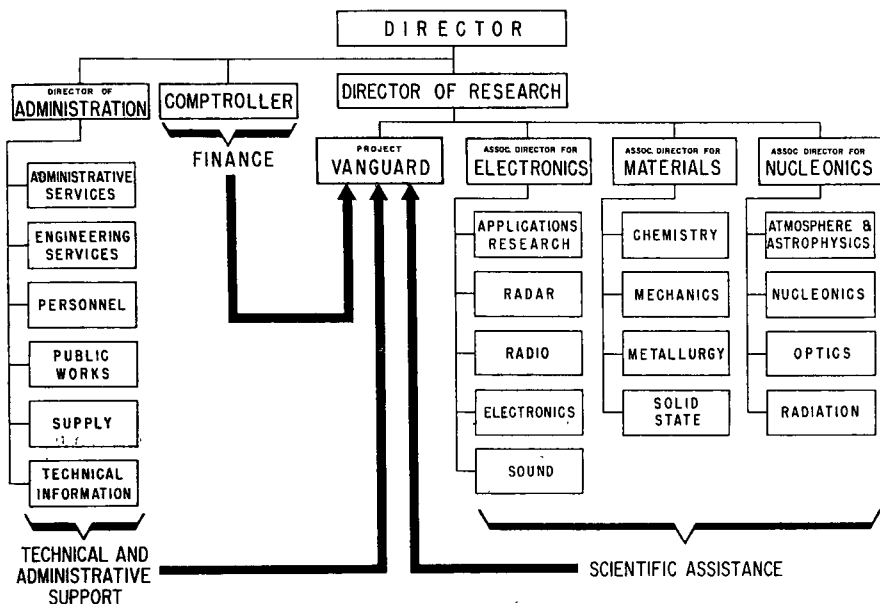 DIRECTOR
DIRECTOR OF
ADMINISTRATION
COMPTROLLER
DIRECTOR OF RESEARCH
FINANCE
PROJECT
VANGUARD
ASSOC. DIRECTOR FOR
ELECTRONICS
ASSOC. DIRECTOR FOR
MATERIALS
ASSOC DIRECTOR FOR
NUCLEONICS
ADMINISTRATIVE
SERVICES
ENGINEERING
SERVICES
PERSONNEL
PUBLIC
WORKS
SUPPLY
TECHNICAL
INFORMATION
APPLICATIONS
RESEARCH
RADAR
RADIO
ELECTRONICS
SOUND
CHEMISTRY
MECHANICS
METALLURGY
SOLID
STATE
ATMOSPHERE &
ASTROPHYSICS
NUCLEONICS
OPTICS
RADIATION
TECHNICAL AND
ADMINISTRATIVE
SUPPORT
SCIENTIFIC ASSISTANCE